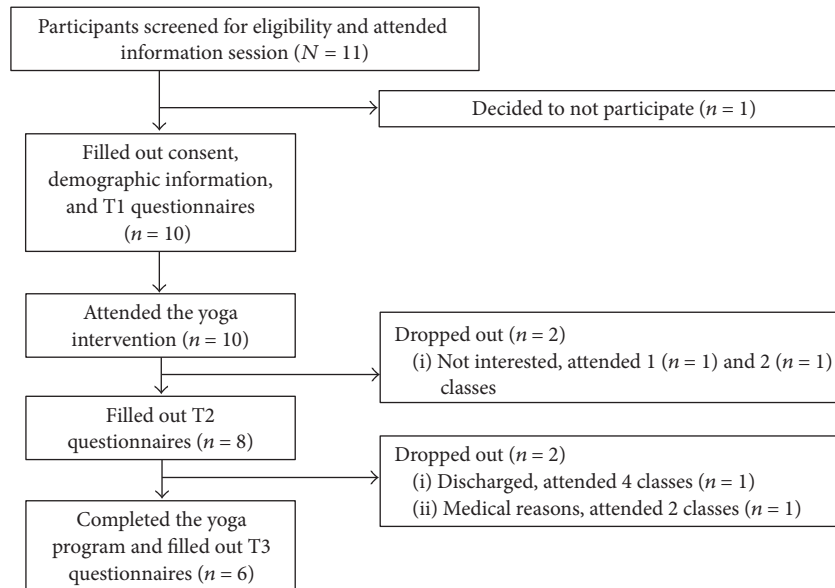 Participants screened for eligibility and attended
information session (N = 11)
Decided to not participate (n = 1)
Filled out consent,
demographic information,
and T1 questionnaires
(n = 10)
Attended the yoga
intervention (n = 10)
Dropped out (n = 2)
(i) Not interested, attended 1 (n = 1) and 2 (n = 1)
classes
Filled out T2
questionnaires (n = 8)
Dropped out (n = 2)
(i) Discharged, attended 4 classes (n = 1)
(ii) Medical reasons, attended 2 classes (n = 1)
Completed the yoga
program and filled out T3
questionnaires (n = 6)